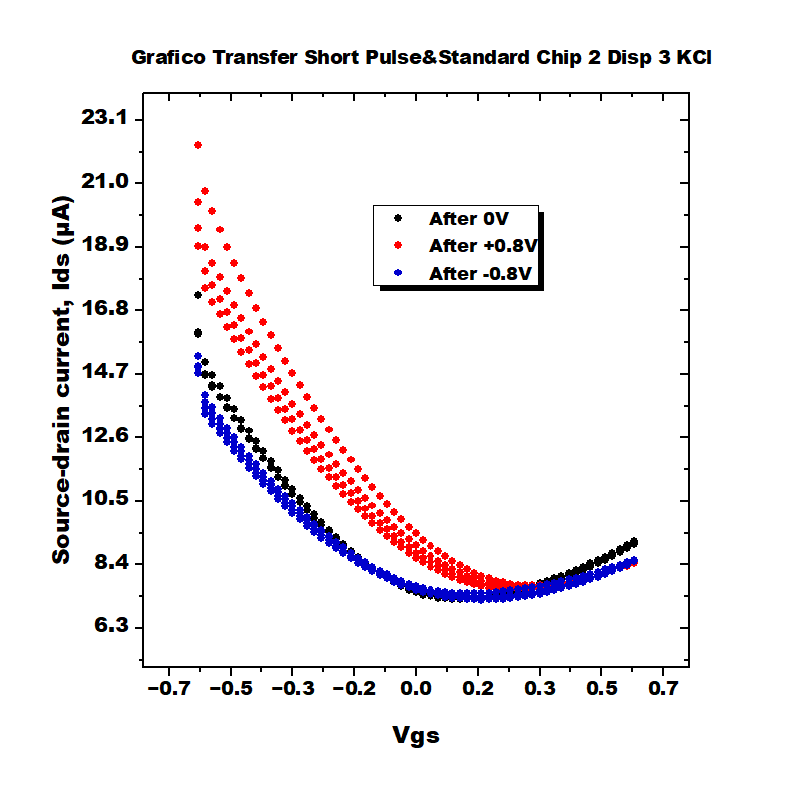 Grafico Transfer Short Pulse&Standard Chip 2 Disp 3 KCl
23.1
21.0
18.9
16.8
14.7
12.6
10.5
8.4
6.3
Source-drain current, Ids (µA)
After 0V
After +0.8V
After -0.8V
−0.7 −0.5 −0.3 −0.2 0.0 0.2 0.3 0.5 0.7
Vgs